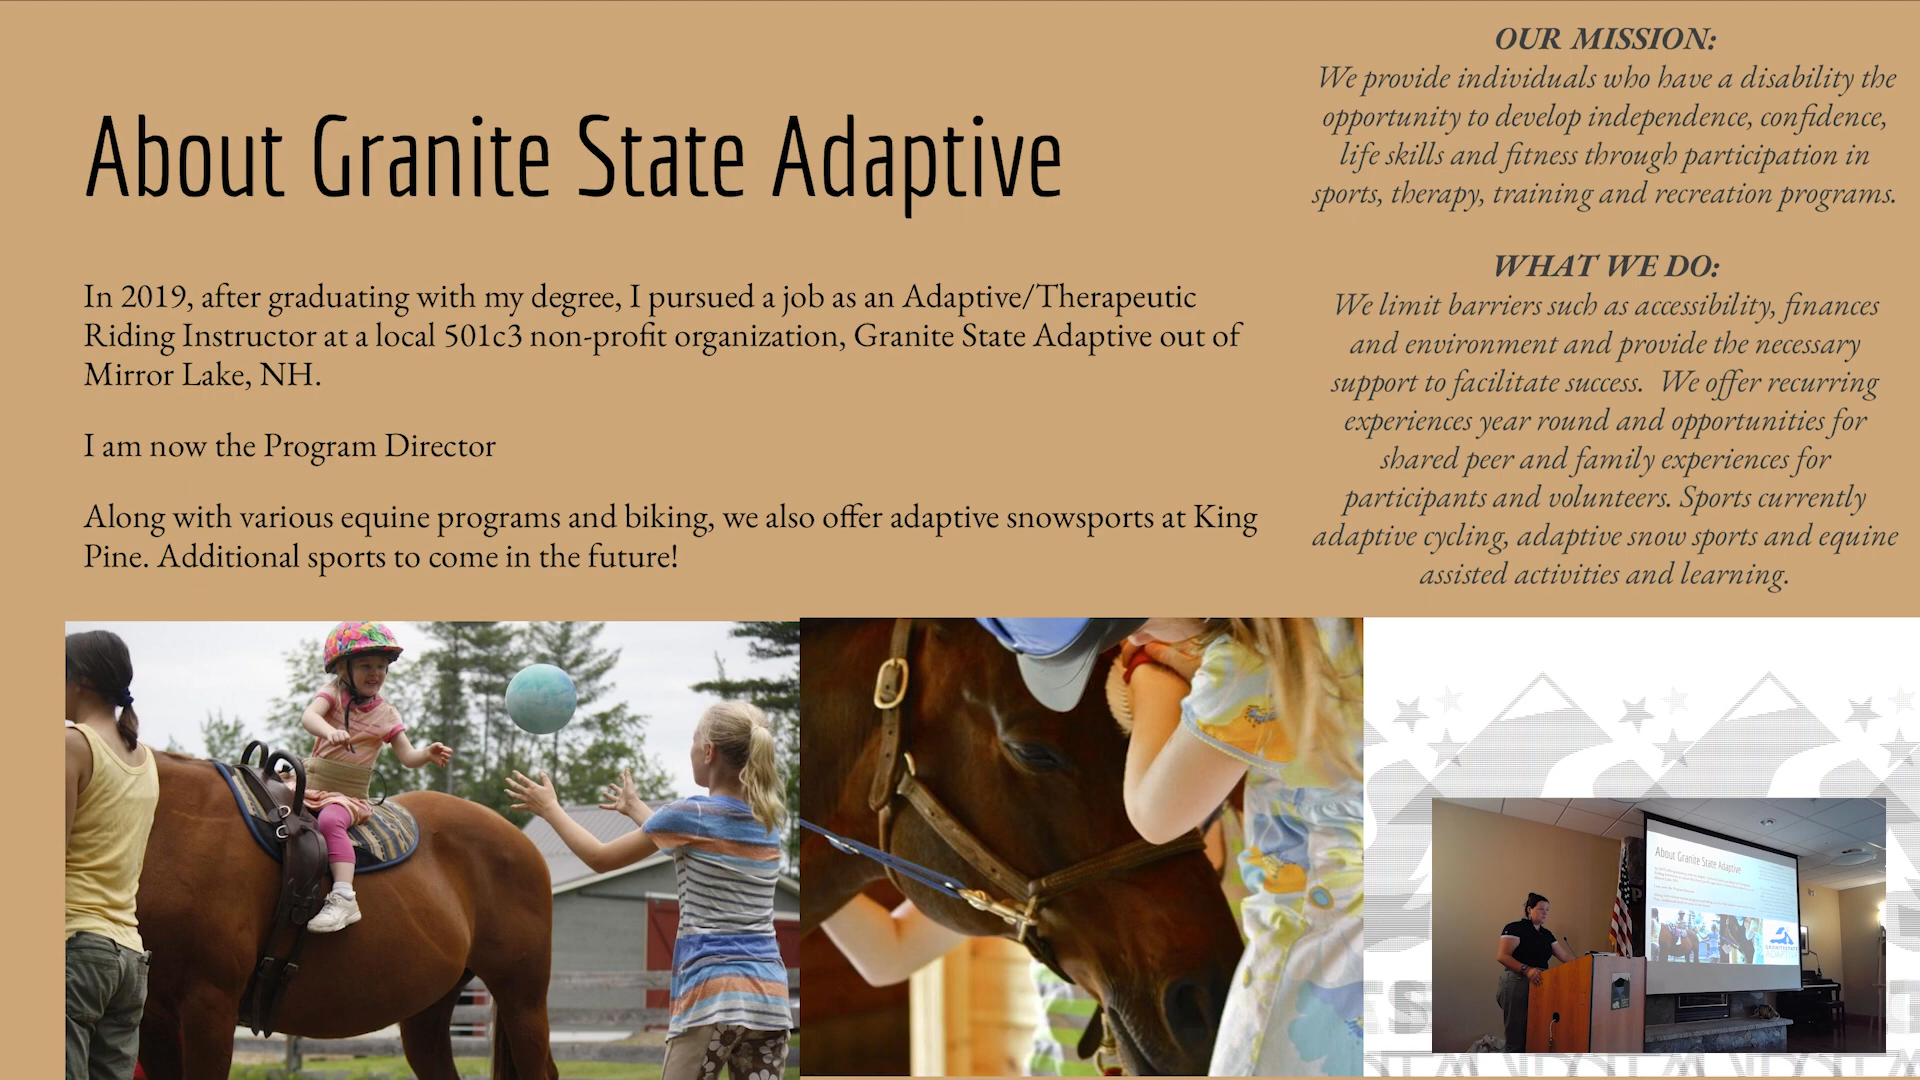 About Granite State Adaptive
In 2019, after graduating with my degree, I pursued a job as an Adaptive/Therapeutic
Riding Instructor at a local 501c3 non-profit organization, Granite State Adaptive out of
Mirror Lake, NH.
I am now the Program Director
Along with various equine programs and biking, we also offer adaptive snowsports at King
Pine. Additional sports to come in the future!
OUR MISSION:
We provide individuals who have a disability the
opportunity to develop independence, confidence,
life skills and fitness through participation in
sports, therapy, training and recreation programs.
WHAT WE DO:
We limit barriers such as accessibility, finances
and environment and provide the necessary
support to facilitate success.  We offer recurring
experiences year round and opportunities for
shared peer and family experiences for
participants and volunteers. Sports currently
adaptive cycling, adaptive snow sports and equine
assisted activities and learning.
About Granite State Adaptive
GRANITE STATE
ADAPTIVE